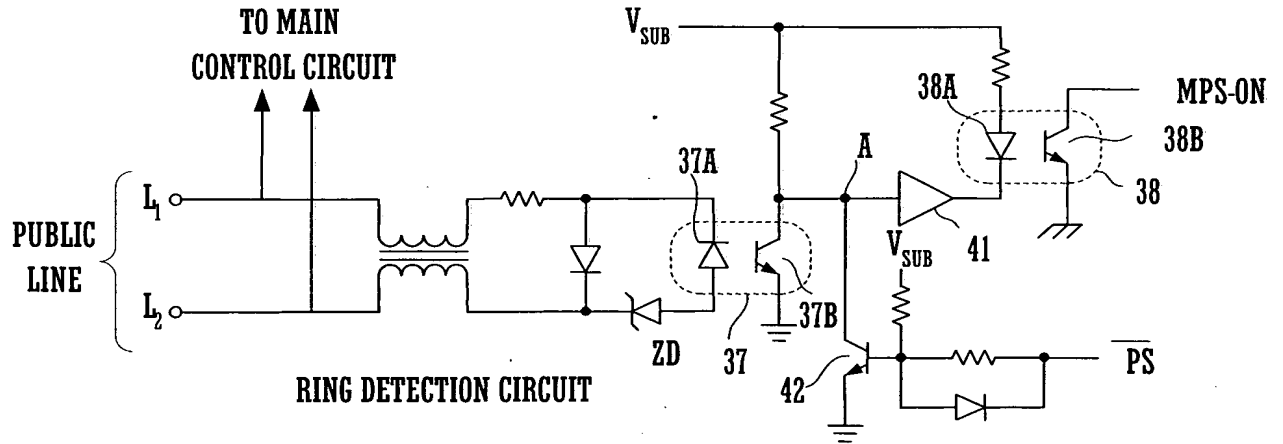 TO MAIN
CONTROL CIRCUIT
V_SUB
38A
MPS-ON
38B
37A
A
38
PUBLIC
LINE
L_1
L_2
41
V_SUB
37B
ZD
37
42
P̅S̅
RING DETECTION CIRCUIT